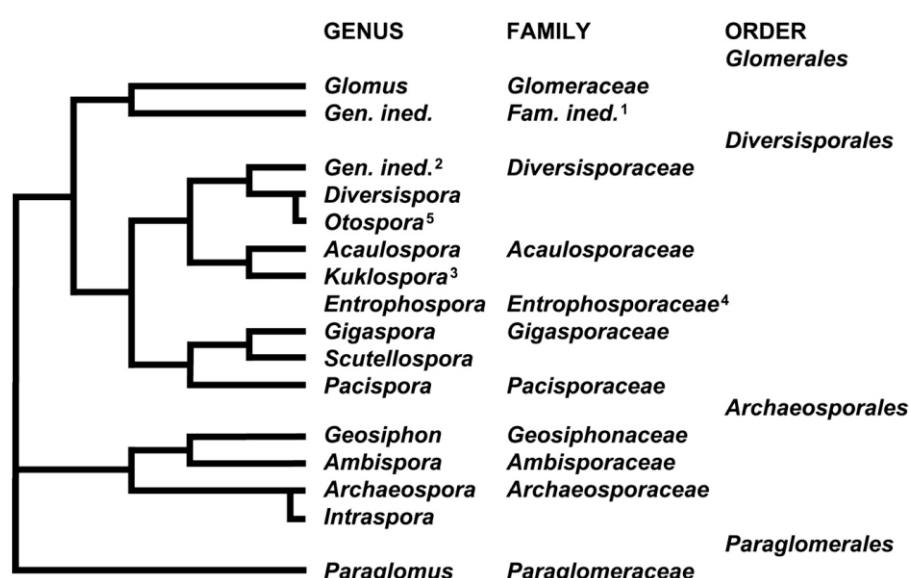 GENUS FAMILY ORDER
Glomerales
Glomus Glomeraceae
Gen. ined. Fam. ined.¹
Diversisporales
Gen. ined.² Diversisporaceae
Diversispora
Otospora⁵
Acaulospora Acaulosporaceae
Kuklospora³
Entrophospora Entrophosporaceae⁴
Gigaspora Gigasporaceae
Scutellospora
Pacispora Pacisporaceae
Archaeosporales
Geosiphon Geosiphonaceae
Ambispora Ambisporaceae
Archaeospora Archaeosporaceae
Intraspora
Paraglomerales
Paraglomus Paraglomeraceae